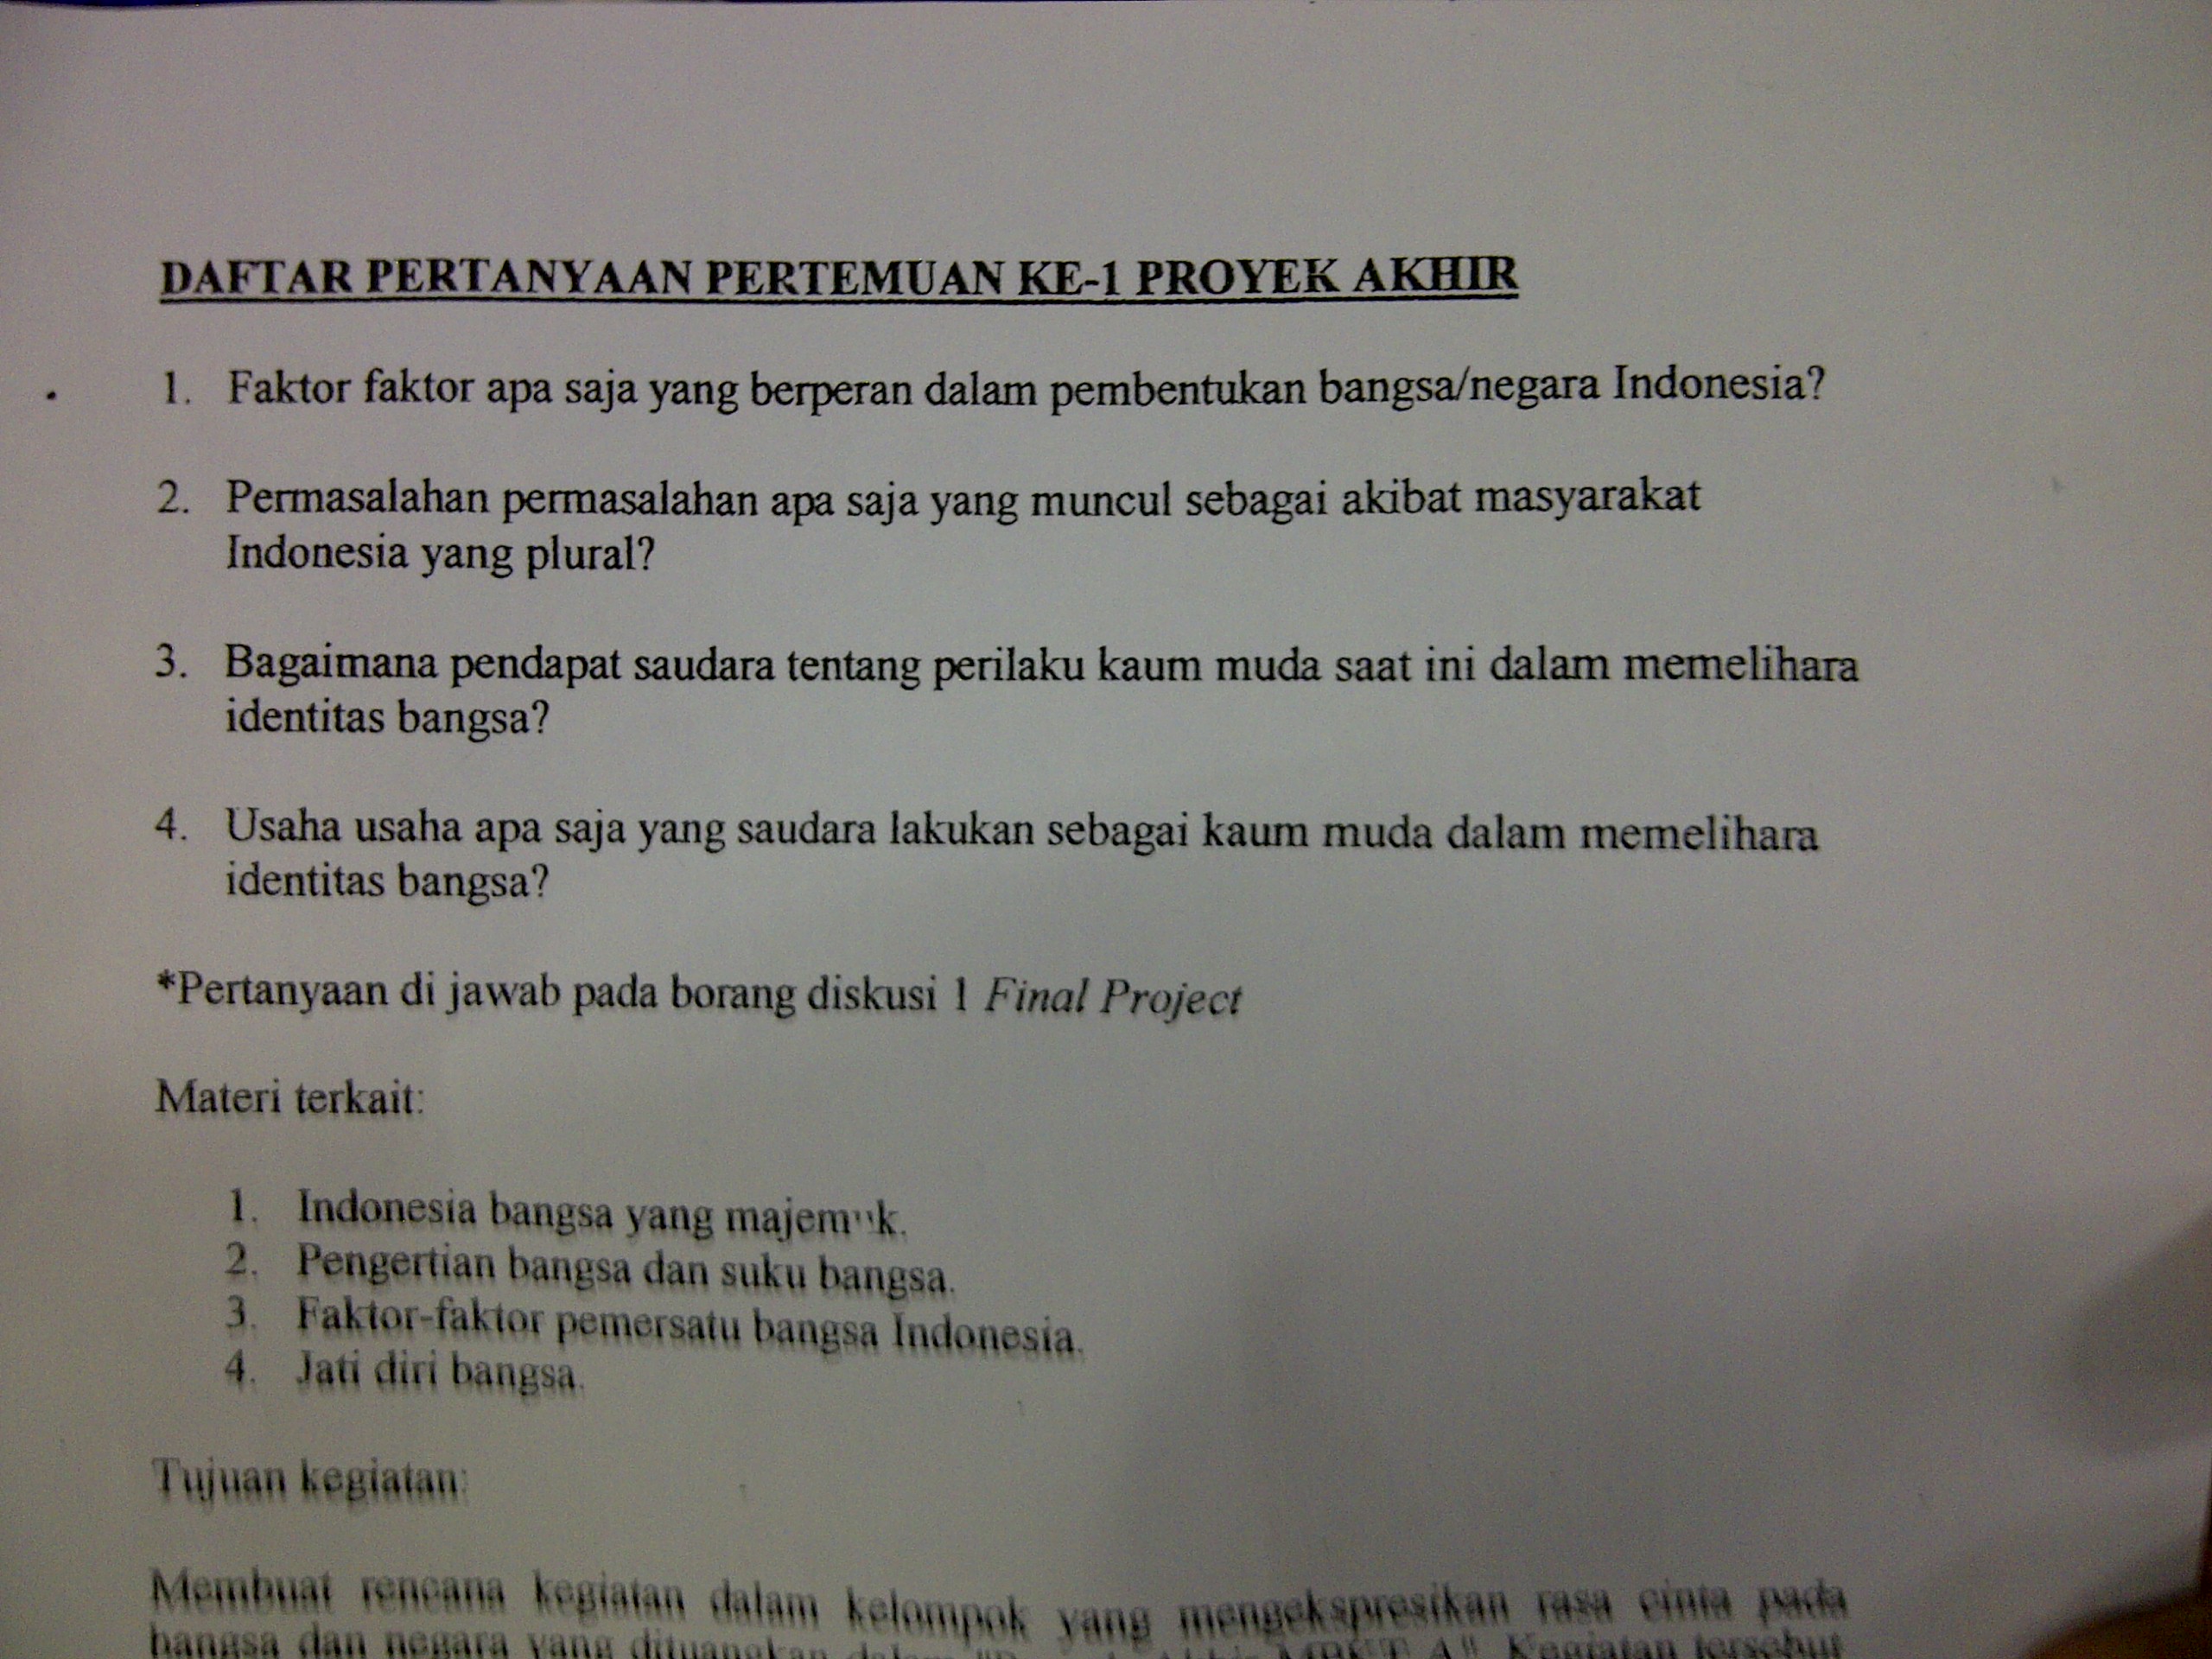 DAFTAR PERTANYAAN PERTEMUAN KE-1 PROYEK AKHIR
1. Faktor faktor apa saja yang berperan dalam pembentukan bangsa/negara Indonesia?
2. Permasalahan permasalahan apa saja yang muncul sebagai akibat masyarakat
Indonesia yang plural?
3. Bagaimana pendapat saudara tentang perilaku kaum muda saat ini dalam memelihara
identitas bangsa?
4. Usaha usaha apa saja yang saudara lakukan sebagai kaum muda dalam memelihara
identitas bangsa?
*Pertanyaan di jawab pada borang diskusi 1 Final Project
Materi terkait:
1. Indonesia bangsa yang majemuk.
2. Pengertian bangsa dan suku bangsa.
3. Faktor-faktor pemersatu bangsa Indonesia.
4. Jati diri bangsa.
Tujuan kegiatan:
Membuat rencana kegiatan dalam kelompok yang mengekspresikan rasa cinta pada
bangsa dan negara yang dituangkan dalam Kegiatan tersebut